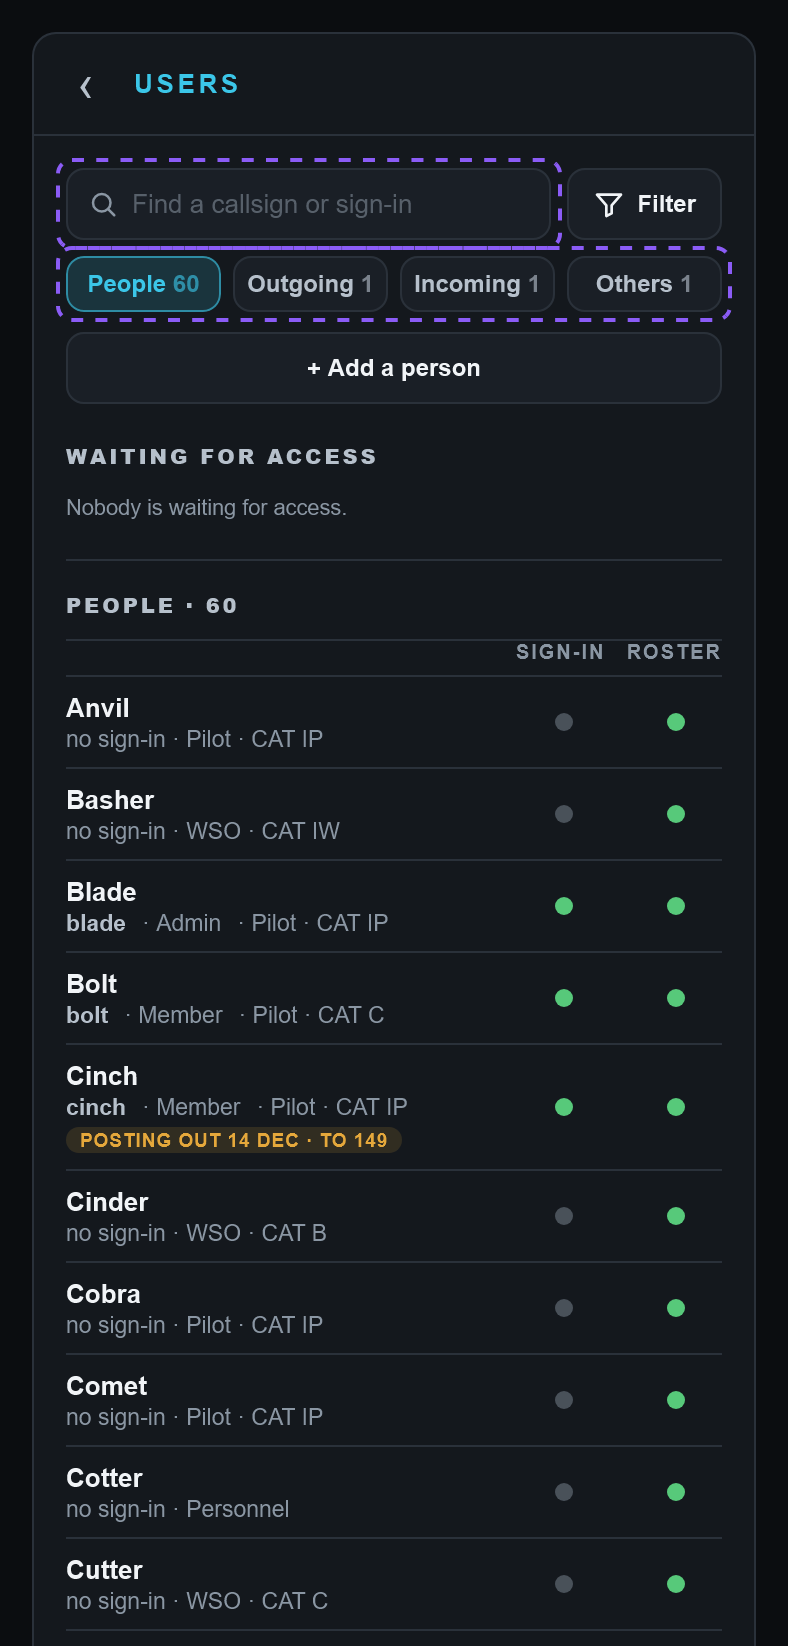 ‹ USERS
Find a callsign or sign-in Filter
People 60 Outgoing 1 Incoming 1 Others 1
+ Add a person
WAITING FOR ACCESS
Nobody is waiting for access.
PEOPLE · 60
SIGN-IN ROSTER
Anvil
no sign-in · Pilot · CAT IP
Basher
no sign-in · WSO · CAT IW
Blade
blade · Admin · Pilot · CAT IP
Bolt
bolt · Member · Pilot · CAT C
Cinch
cinch · Member · Pilot · CAT IP
POSTING OUT 14 DEC · TO 149
Cinder
no sign-in · WSO · CAT B
Cobra
no sign-in · Pilot · CAT IP
Comet
no sign-in · Pilot · CAT IP
Cotter
no sign-in · Personnel
Cutter
no sign-in · WSO · CAT C